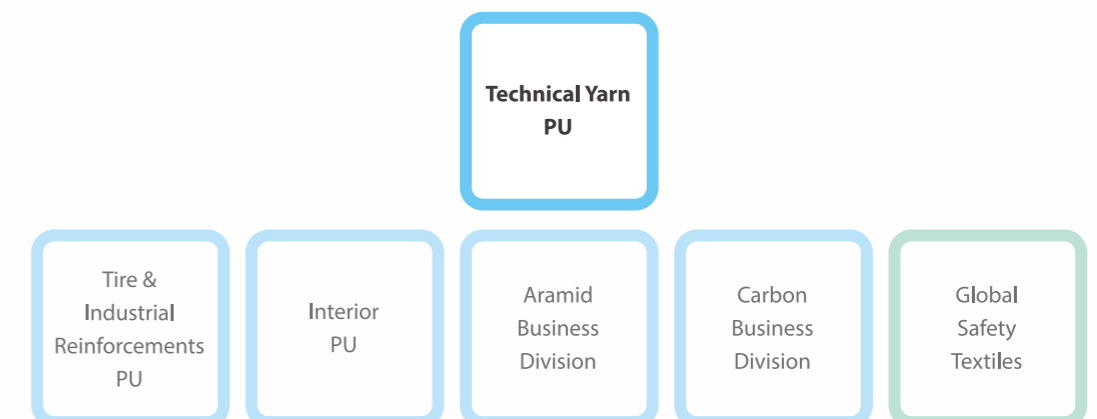 Technical Yarn
PU
Tire &
Industrial
Reinforcements
PU
Interior
PU
Aramid
Business
Division
Carbon
Business
Division
Global
Safety
Textiles